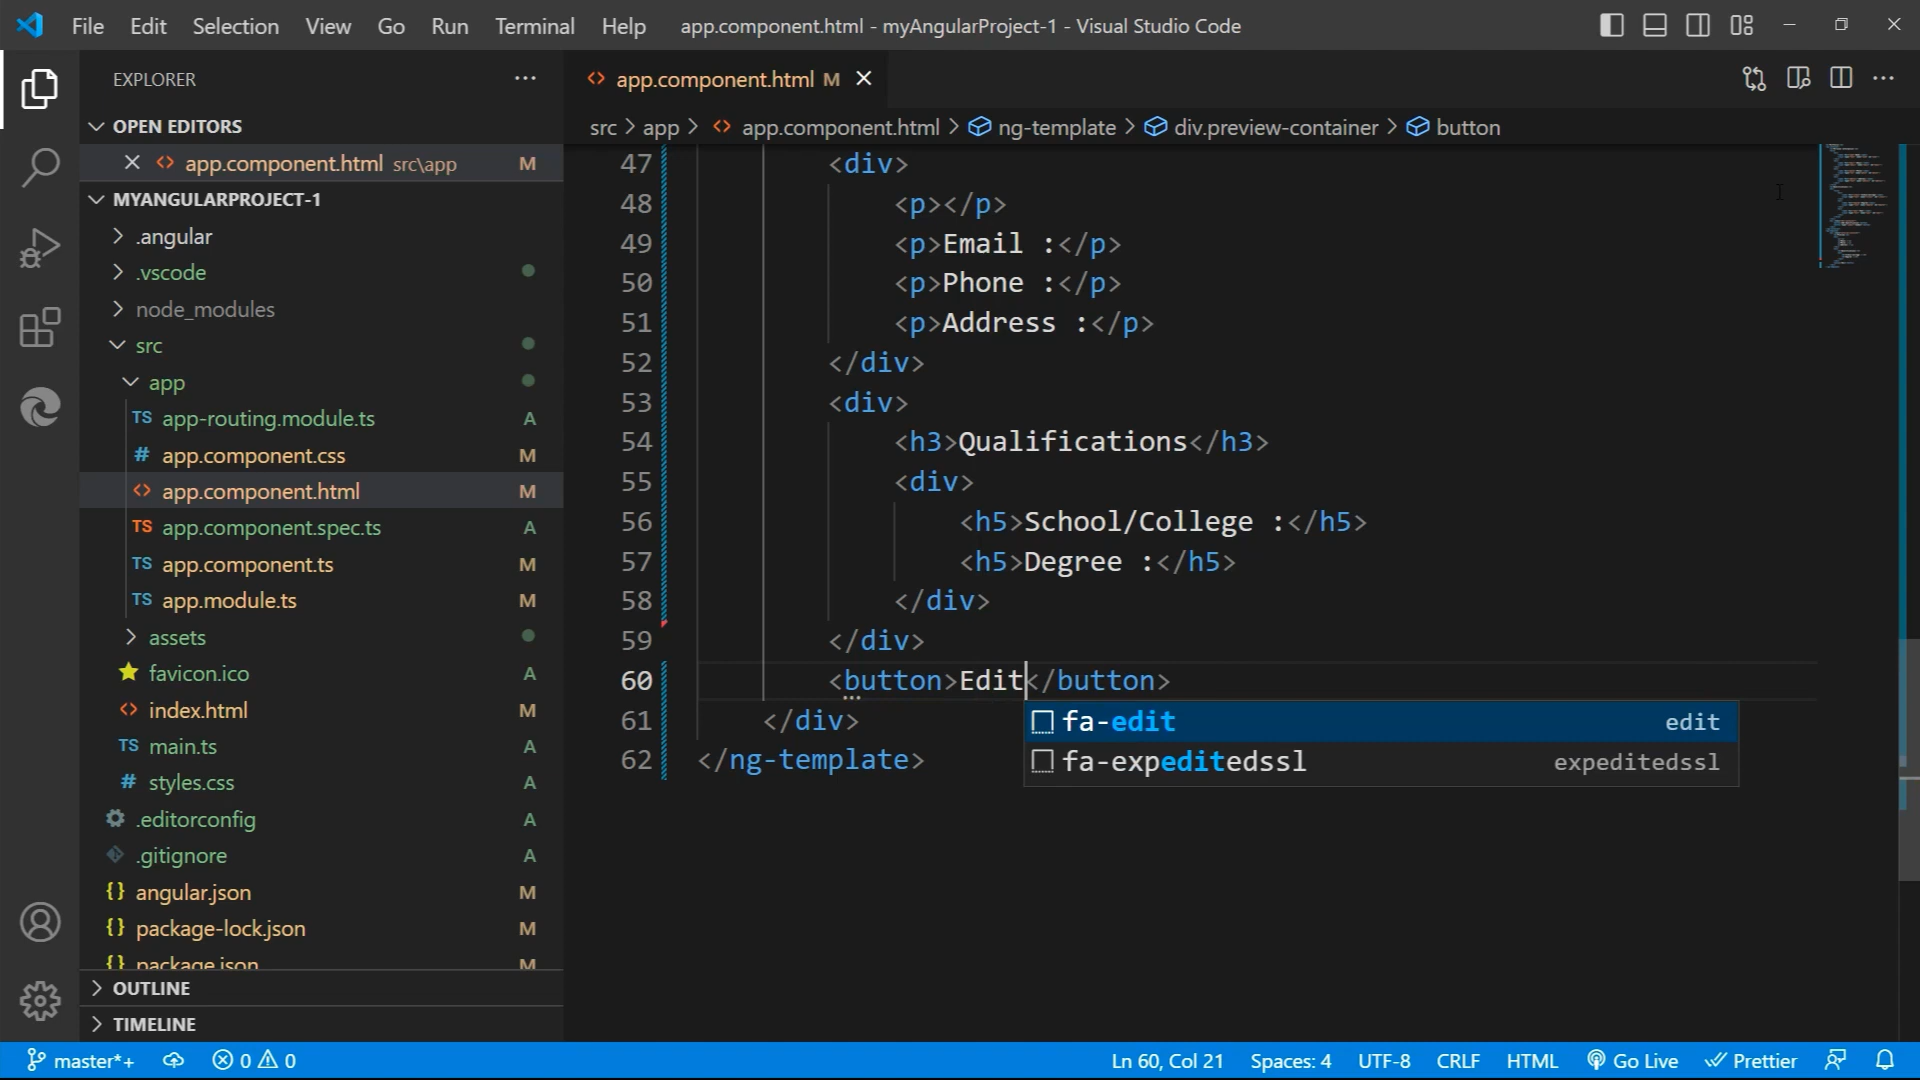 File Edit Selection View Go Run Terminal Help app.component.html - myAngularProject-1 - Visual Studio Code
EXPLORER
OPEN EDITORS
app.component.html src\app M
MYANGULARPROJECT-1
.angular
.vscode
node_modules
src
app
TS app-routing.module.ts A
# app.component.css M
<> app.component.html M
TS app.component.spec.ts A
TS app.component.ts M
TS app.module.ts M
assets
favicon.ico A
<> index.html M
TS main.ts A
# styles.css A
.editorconfig A
.gitignore A
{} angular.json M
{} package-lock.json M
{} package.json M
OUTLINE
TIMELINE
<> app.component.html M
src > app > <> app.component.html > ng-template > div.preview-container > button
47 <div>
48 <p></p>
49 <p>Email :</p>
50 <p>Phone :</p>
51 <p>Address :</p>
52 </div>
53 <div>
54 <h3>Qualifications</h3>
55 <div>
56 <h5>School/College :</h5>
57 <h5>Degree :</h5>
58 </div>
59 </div>
60 <button>Edit</button>
61 </div>
62 </ng-template>
fa-edit edit
fa-expeditedssl expeditedssl
master*+ 0 0 Ln 60, Col 21 Spaces: 4 UTF-8 CRLF HTML Go Live Prettier